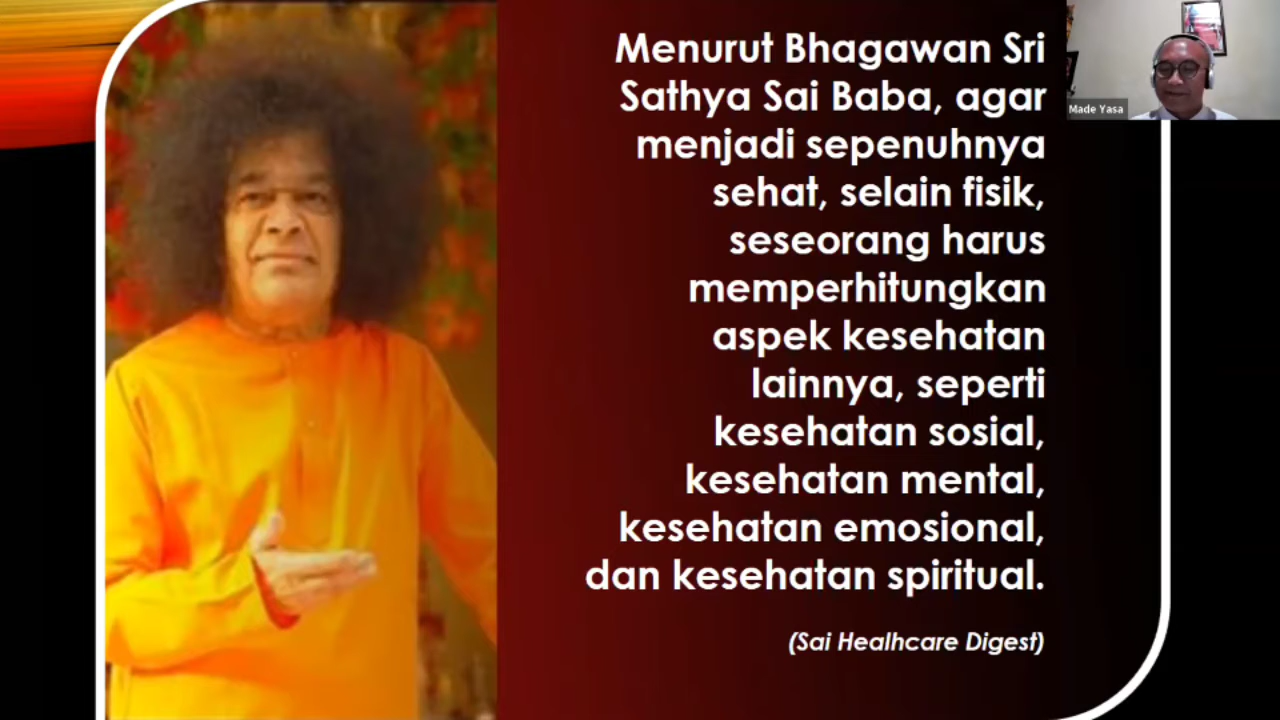 Menurut Bhagawan Sri
Sathya Sai Baba, agar
menjadi sepenuhnya
sehat, selain fisik,
seseorang harus
memperhitungkan
aspek kesehatan
lainnya, seperti
kesehatan sosial,
kesehatan mental,
kesehatan emosional,
dan kesehatan spiritual.
(Sai Healhcare Digest)
Made Yasa